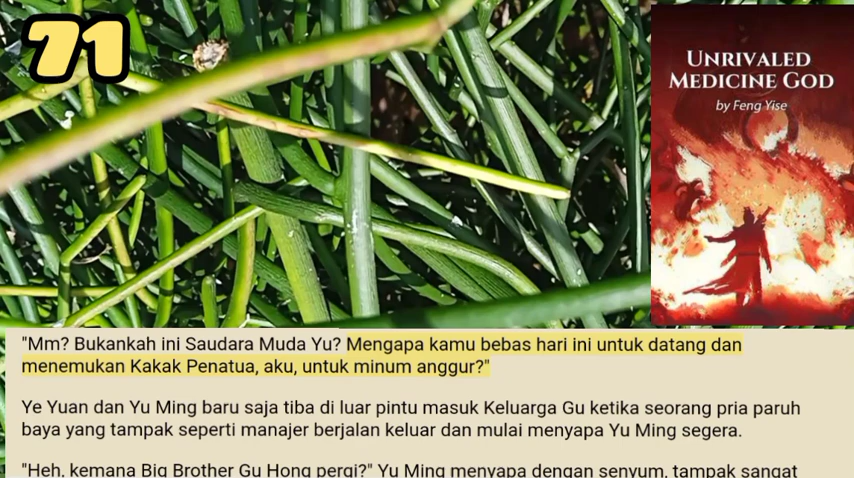 71
UNRIVALED
MEDICINE GOD
by Feng Yise
"Mm? Bukankah ini Saudara Muda Yu? Mengapa kamu bebas hari ini untuk datang dan
menemukan Kakak Penatua, aku, untuk minum anggur?"
Ye Yuan dan Yu Ming baru saja tiba di luar pintu masuk Keluarga Gu ketika seorang pria paruh
baya yang tampak seperti manajer berjalan keluar dan mulai menyapa Yu Ming segera.
"Heh, kemana Big Brother Gu Hong pergi?" Yu Ming menyapa dengan senyum, tampak sangat